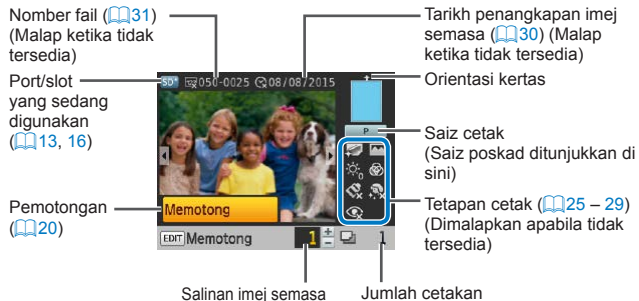 Nombor fail (31)
(Malap ketika tidak
tersedia)
Port/slot
yang sedang
digunakan
(13, 16)
Pemotongan
(20)
Tarikh penangkapan imej
semasa (30) (Malap
ketika tidak tersedia)
Orientasi kertas
Saiz cetak
(Saiz poskad ditunjukkan di
sini)
Tetapan cetak (25 – 29)
(Dimalapkan apabila tidak
tersedia)
SD 050-0025 08/08/2015
P
Memotong
EDIT Memotong 1 + - 1
Salinan imej semasa
Jumlah cetakan